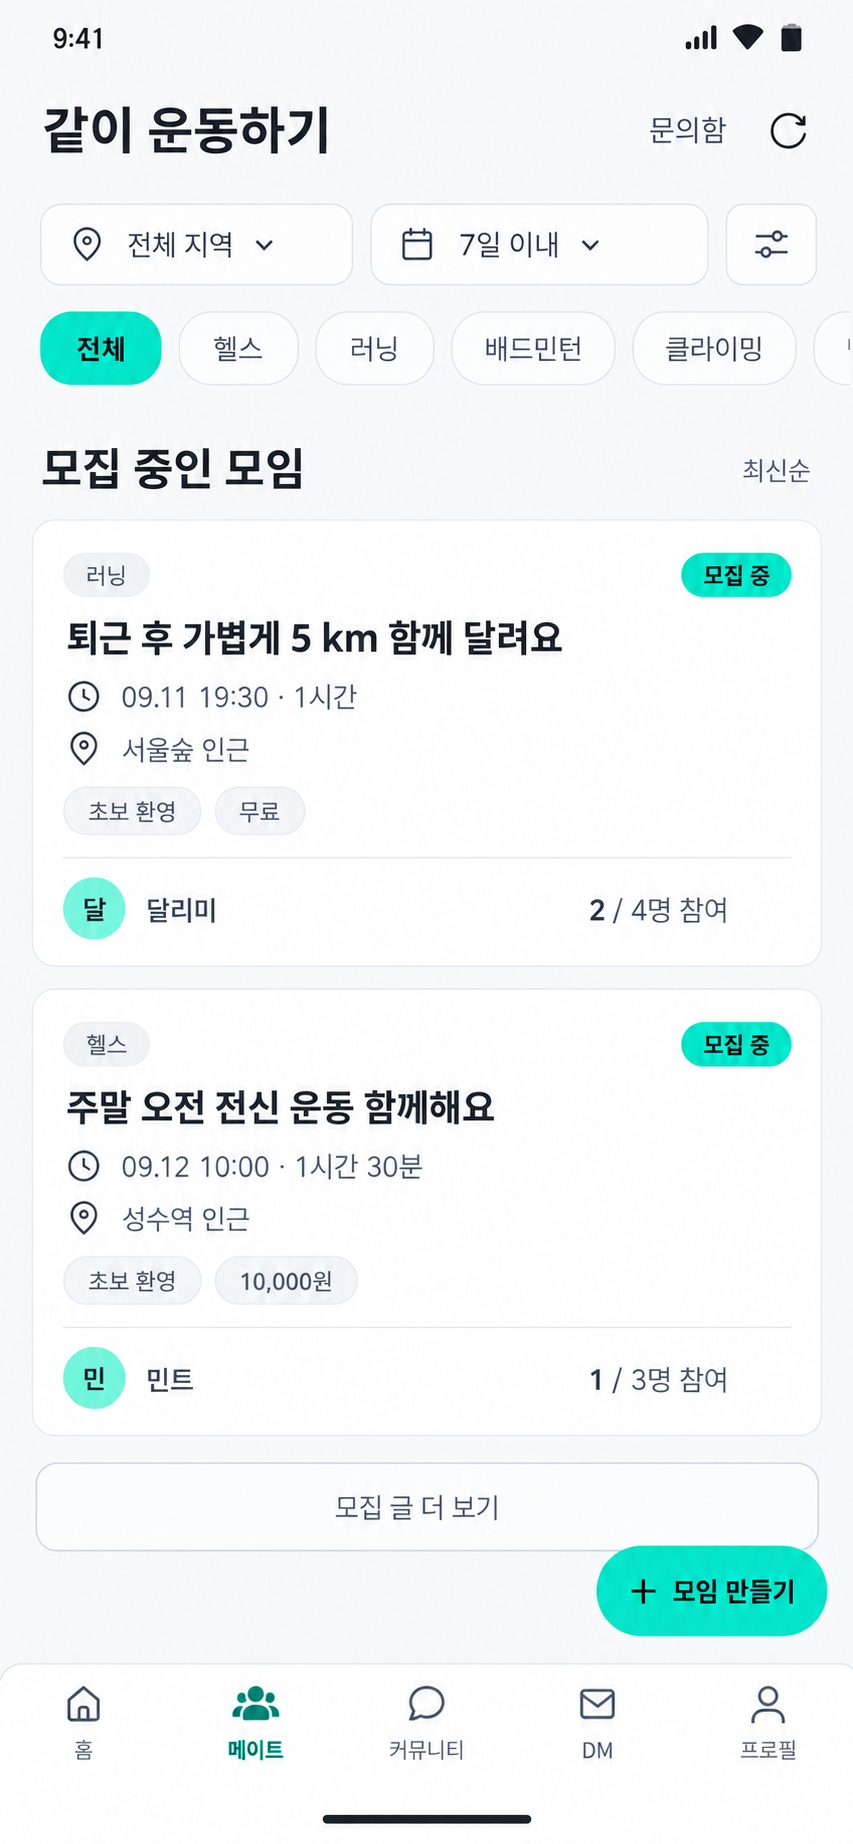 9:41
같이 운동하기
문의함
전체 지역
7일 이내
전체
헬스
러닝
배드민턴
클라이밍
모집 중인 모임
최신순
러닝
모집 중
퇴근 후 가볍게 5 km 함께 달려요
09.11 19:30 · 1시간
서울숲 인근
초보 환영
무료
달
달리미
2 / 4명 참여
헬스
모집 중
주말 오전 전신 운동 함께해요
09.12 10:00 · 1시간 30분
성수역 인근
초보 환영
10,000원
민
민트
1 / 3명 참여
모집 글 더 보기
+ 모임 만들기
홈
메이트
커뮤니티
DM
프로필